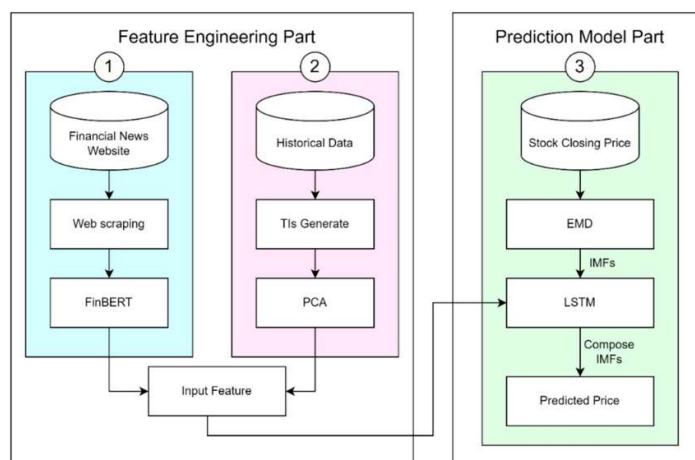 Feature Engineering Part
1
Financial News
Website
Web scraping
FinBERT
2
Historical Data
TIs Generate
PCA
Input Feature
Prediction Model Part
3
Stock Closing Price
EMD
IMFs
LSTM
Compose
IMFs
Predicted Price